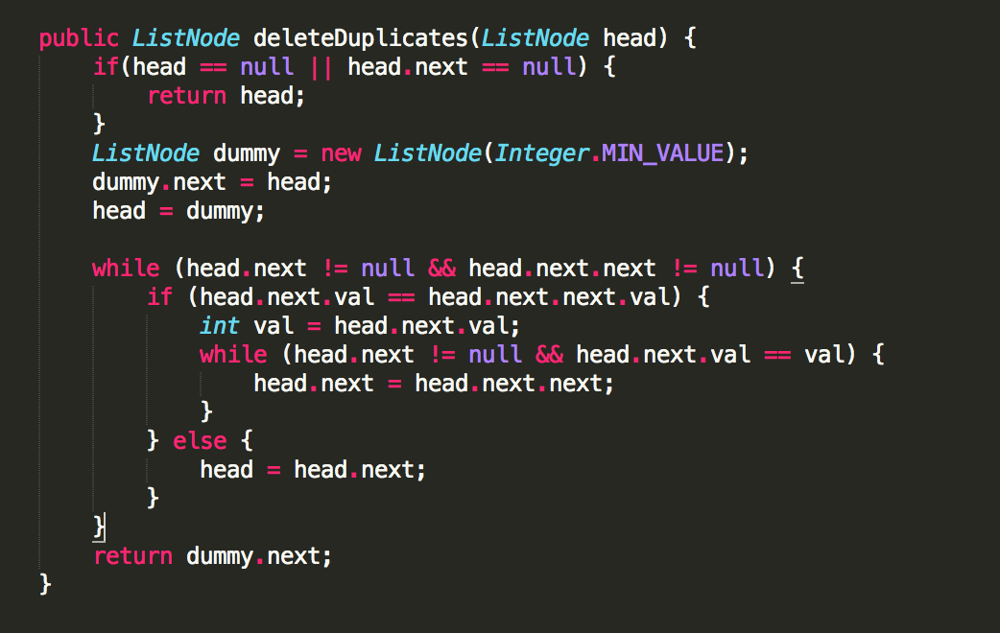 public ListNode deleteDuplicates(ListNode head) {
    if(head == null || head.next == null) {
        return head;
    }
    ListNode dummy = new ListNode(Integer.MIN_VALUE);
    dummy.next = head;
    head = dummy;

    while (head.next != null && head.next.next != null) {
        if (head.next.val == head.next.next.val) {
            int val = head.next.val;
            while (head.next != null && head.next.val == val) {
                head.next = head.next.next;
            }
        } else {
            head = head.next;
        }
    }
    return dummy.next;
}